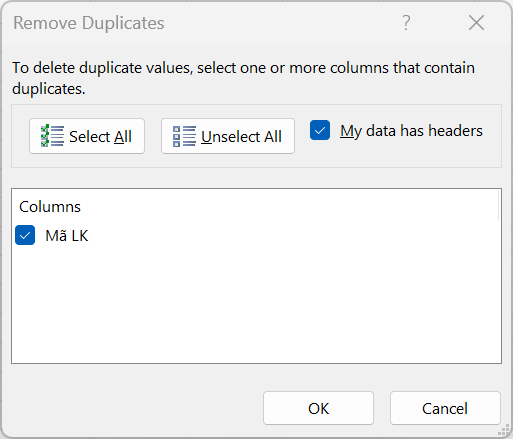 Remove Duplicates
?
To delete duplicate values, select one or more columns that contain
duplicates.
Select All
Unselect All
My data has headers
Columns
Mã LK
OK
Cancel